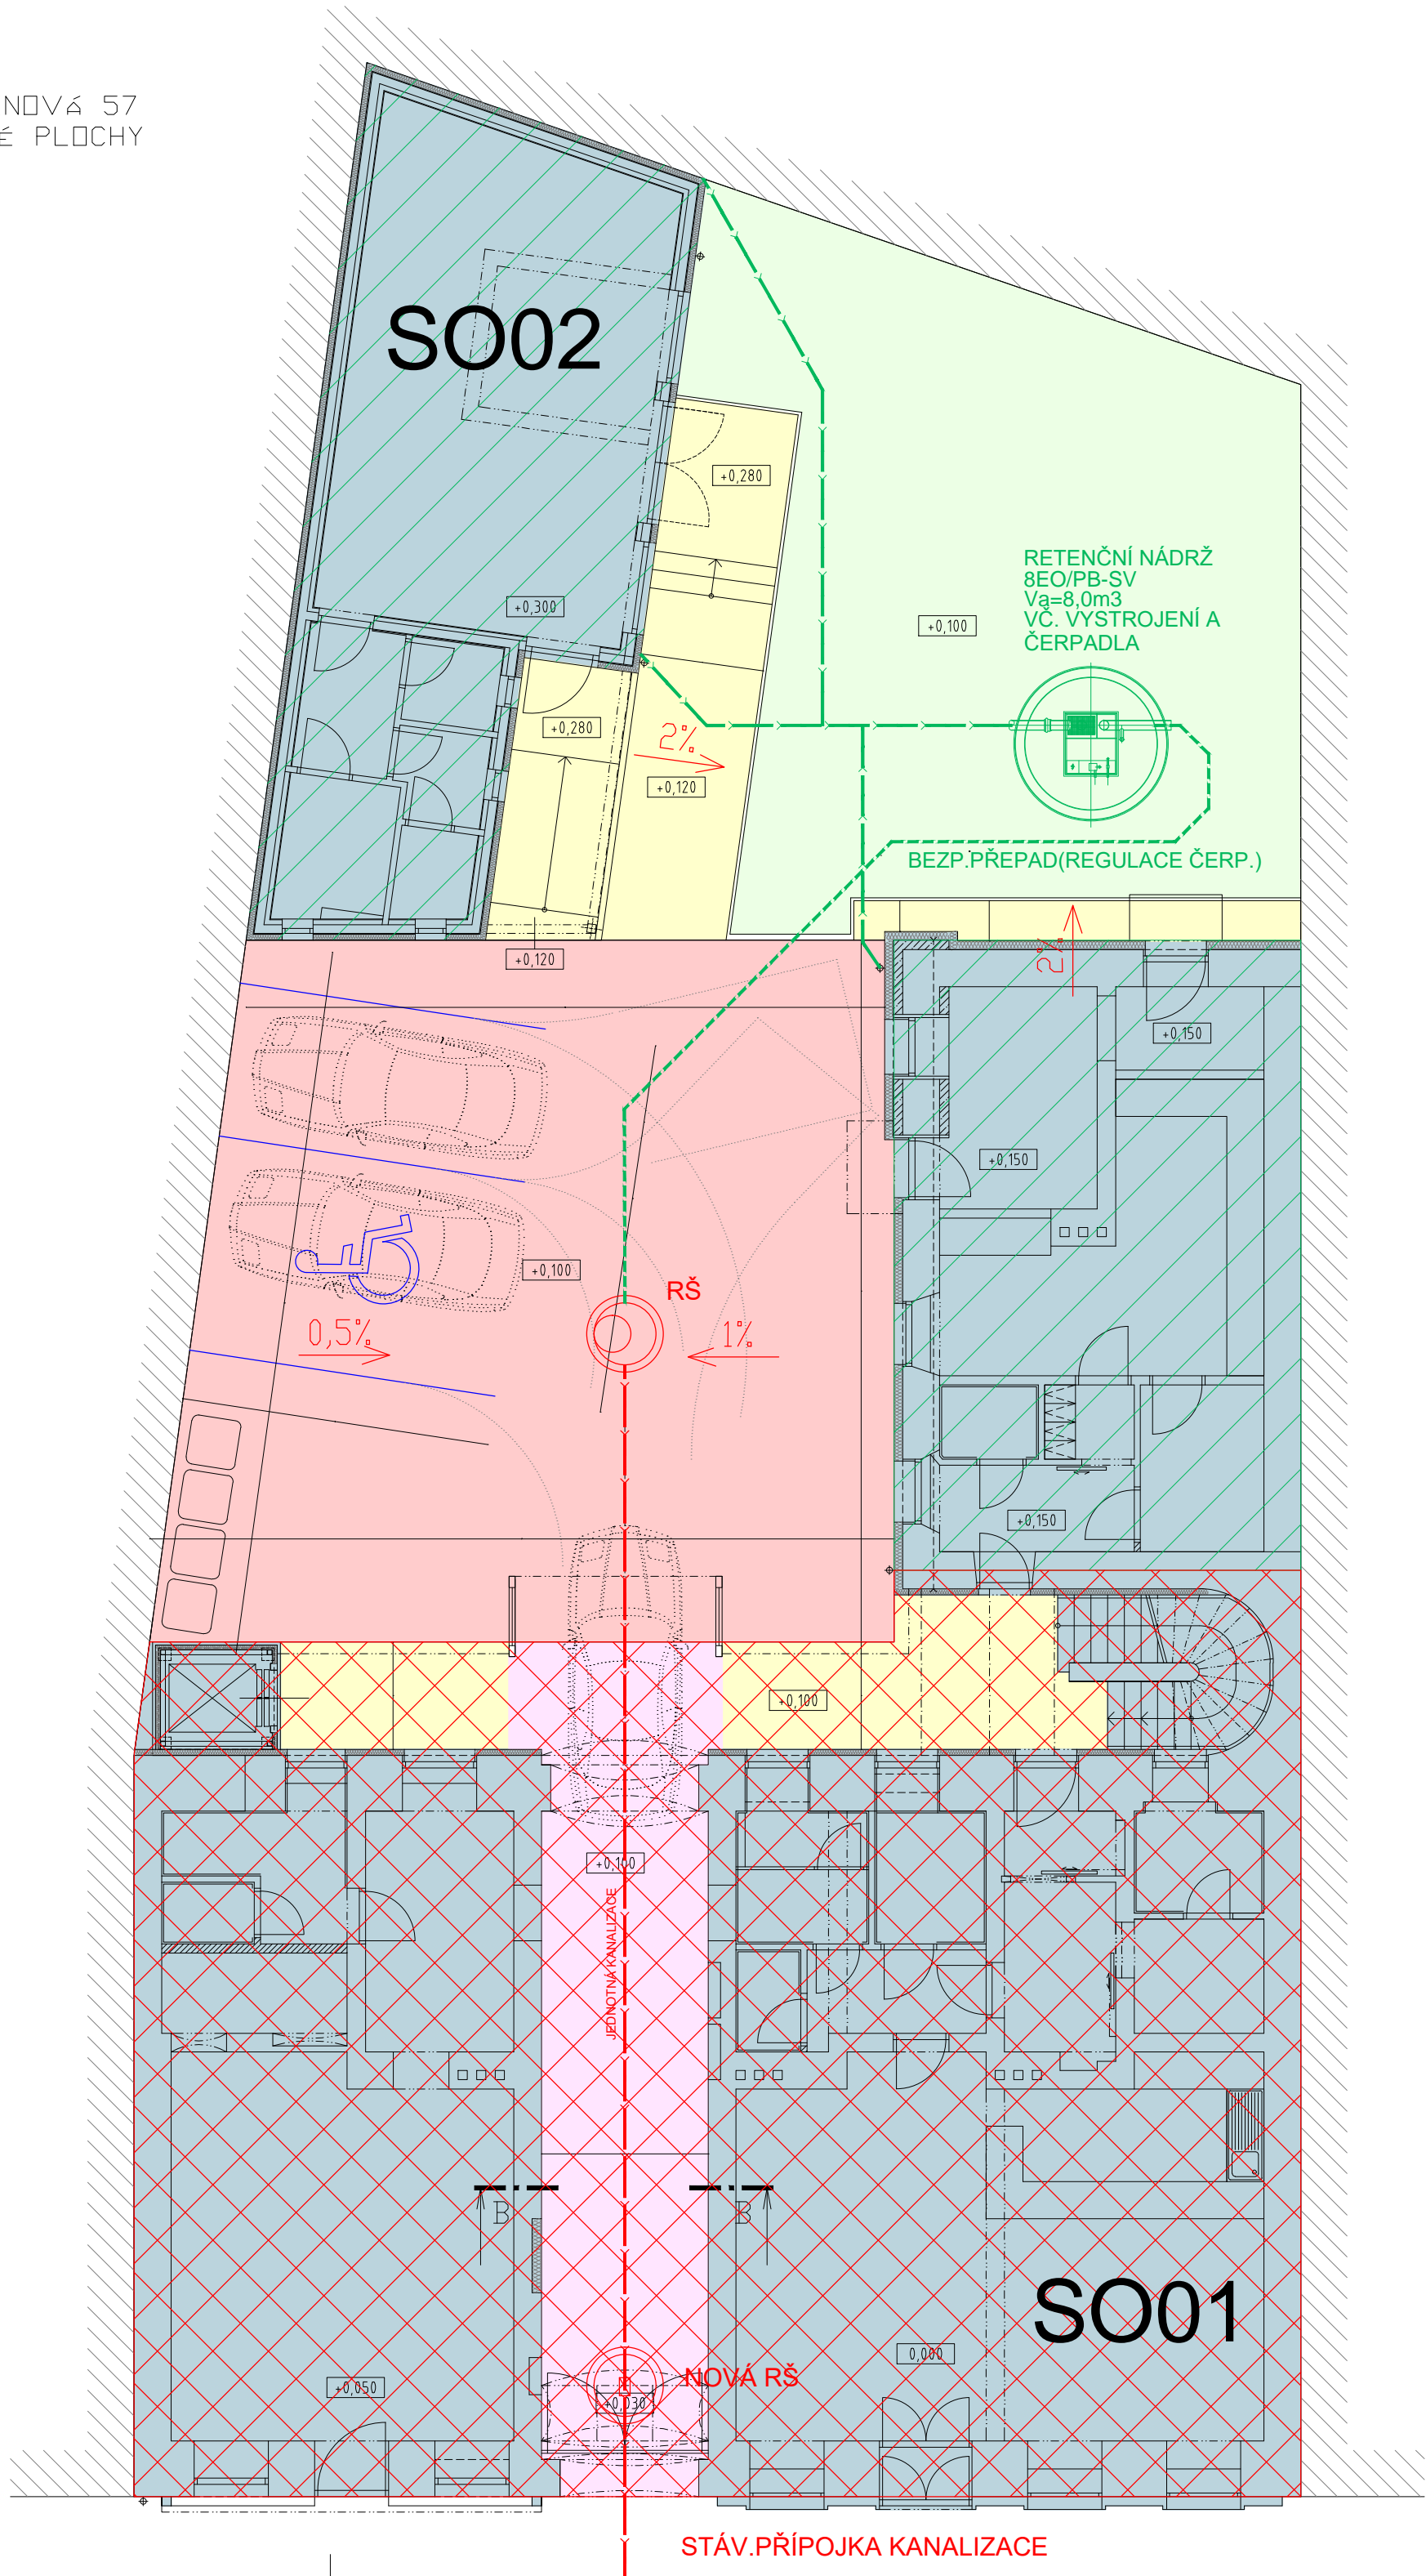 NOVÁ 57
É PLOCHY
SO02
+0,280
RETENČNÍ NÁDRŽ
8EO/PB-SV
Va=8,0m3
VČ. VYSTROJENÍ A
ČERPADLA
+0,300
+0,100
+0,280
2%
+0,120
BEZP.PŘEPAD(REGULACE ČERP.)
+0,120
2%
+0,150
+0,150
+0,100
RŠ
0,5%
1%
+0,150
+0,100
+0,100
JEDNOTNÁ KANALIZACE
B
B
SO01
0,000
NOVÁ RŠ
+0,050
+0,030
STÁV.PŘÍPOJKA KANALIZACE